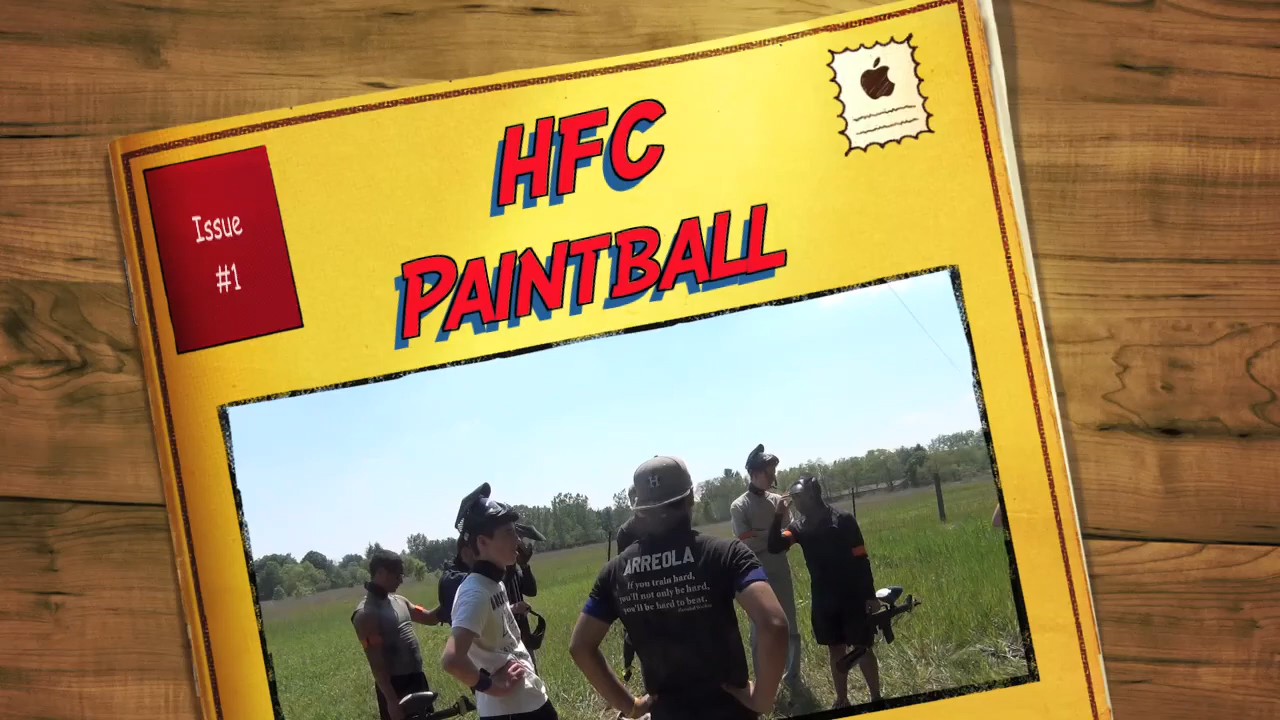 HFC
PAINTBALL
Issue
#1
H
ARREOLA
If you train hard,
you'll not only be hard,
you'll be hard to beat.